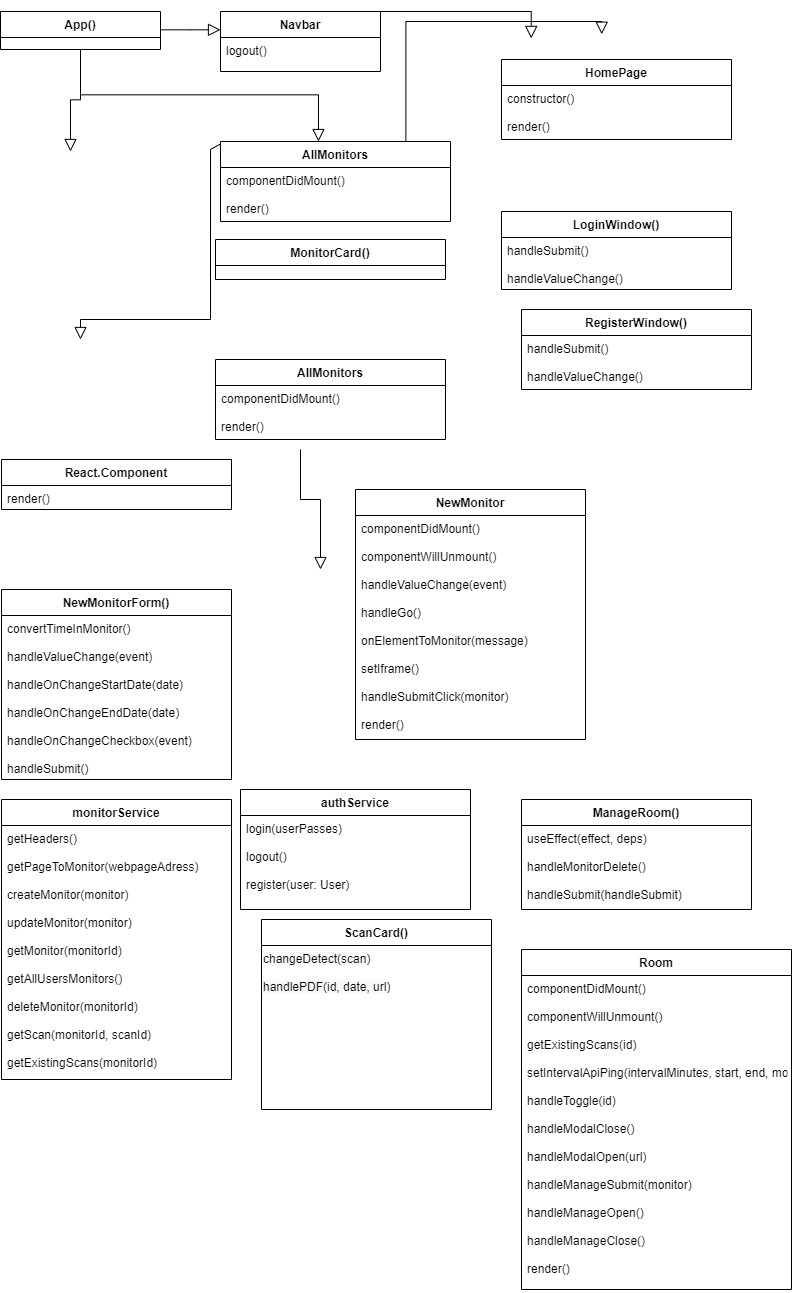 App()
Navbar
logout()
HomePage
constructor()
render()
AllMonitors
componentDidMount()
render()
MonitorCard()
LoginWindow()
handleSubmit()
handleValueChange()
RegisterWindow()
handleSubmit()
handleValueChange()
AllMonitors
componentDidMount()
render()
React.Component
render()
NewMonitor
componentDidMount()
componentWillUnmount()
handleValueChange(event)
handleGo()
onElementToMonitor(message)
setIframe()
handleSubmitClick(monitor)
render()
NewMonitorForm()
convertTimeInMonitor()
handleValueChange(event)
handleOnChangeStartDate(date)
handleOnChangeEndDate(date)
handleOnChangeCheckbox(event)
handleSubmit()
monitorService
getHeaders()
getPageToMonitor(webpageAdress)
createMonitor(monitor)
updateMonitor(monitor)
getMonitor(monitorId)
getAllUsersMonitors()
deleteMonitor(monitorId)
getScan(monitorId, scanId)
getExistingScans(monitorId)
authService
login(userPasses)
logout()
register(user: User)
ScanCard()
changeDetect(scan)
handlePDF(id, date, url)
ManageRoom()
useEffect(effect, deps)
handleMonitorDelete()
handleSubmit(handleSubmit)
Room
componentDidMount()
componentWillUnmount()
getExistingScans(id)
setIntervalApiPing(intervalMinutes, start, end, mo
handleToggle(id)
handleModalClose()
handleModalOpen(url)
handleManageSubmit(monitor)
handleManageOpen()
handleManageClose()
render()